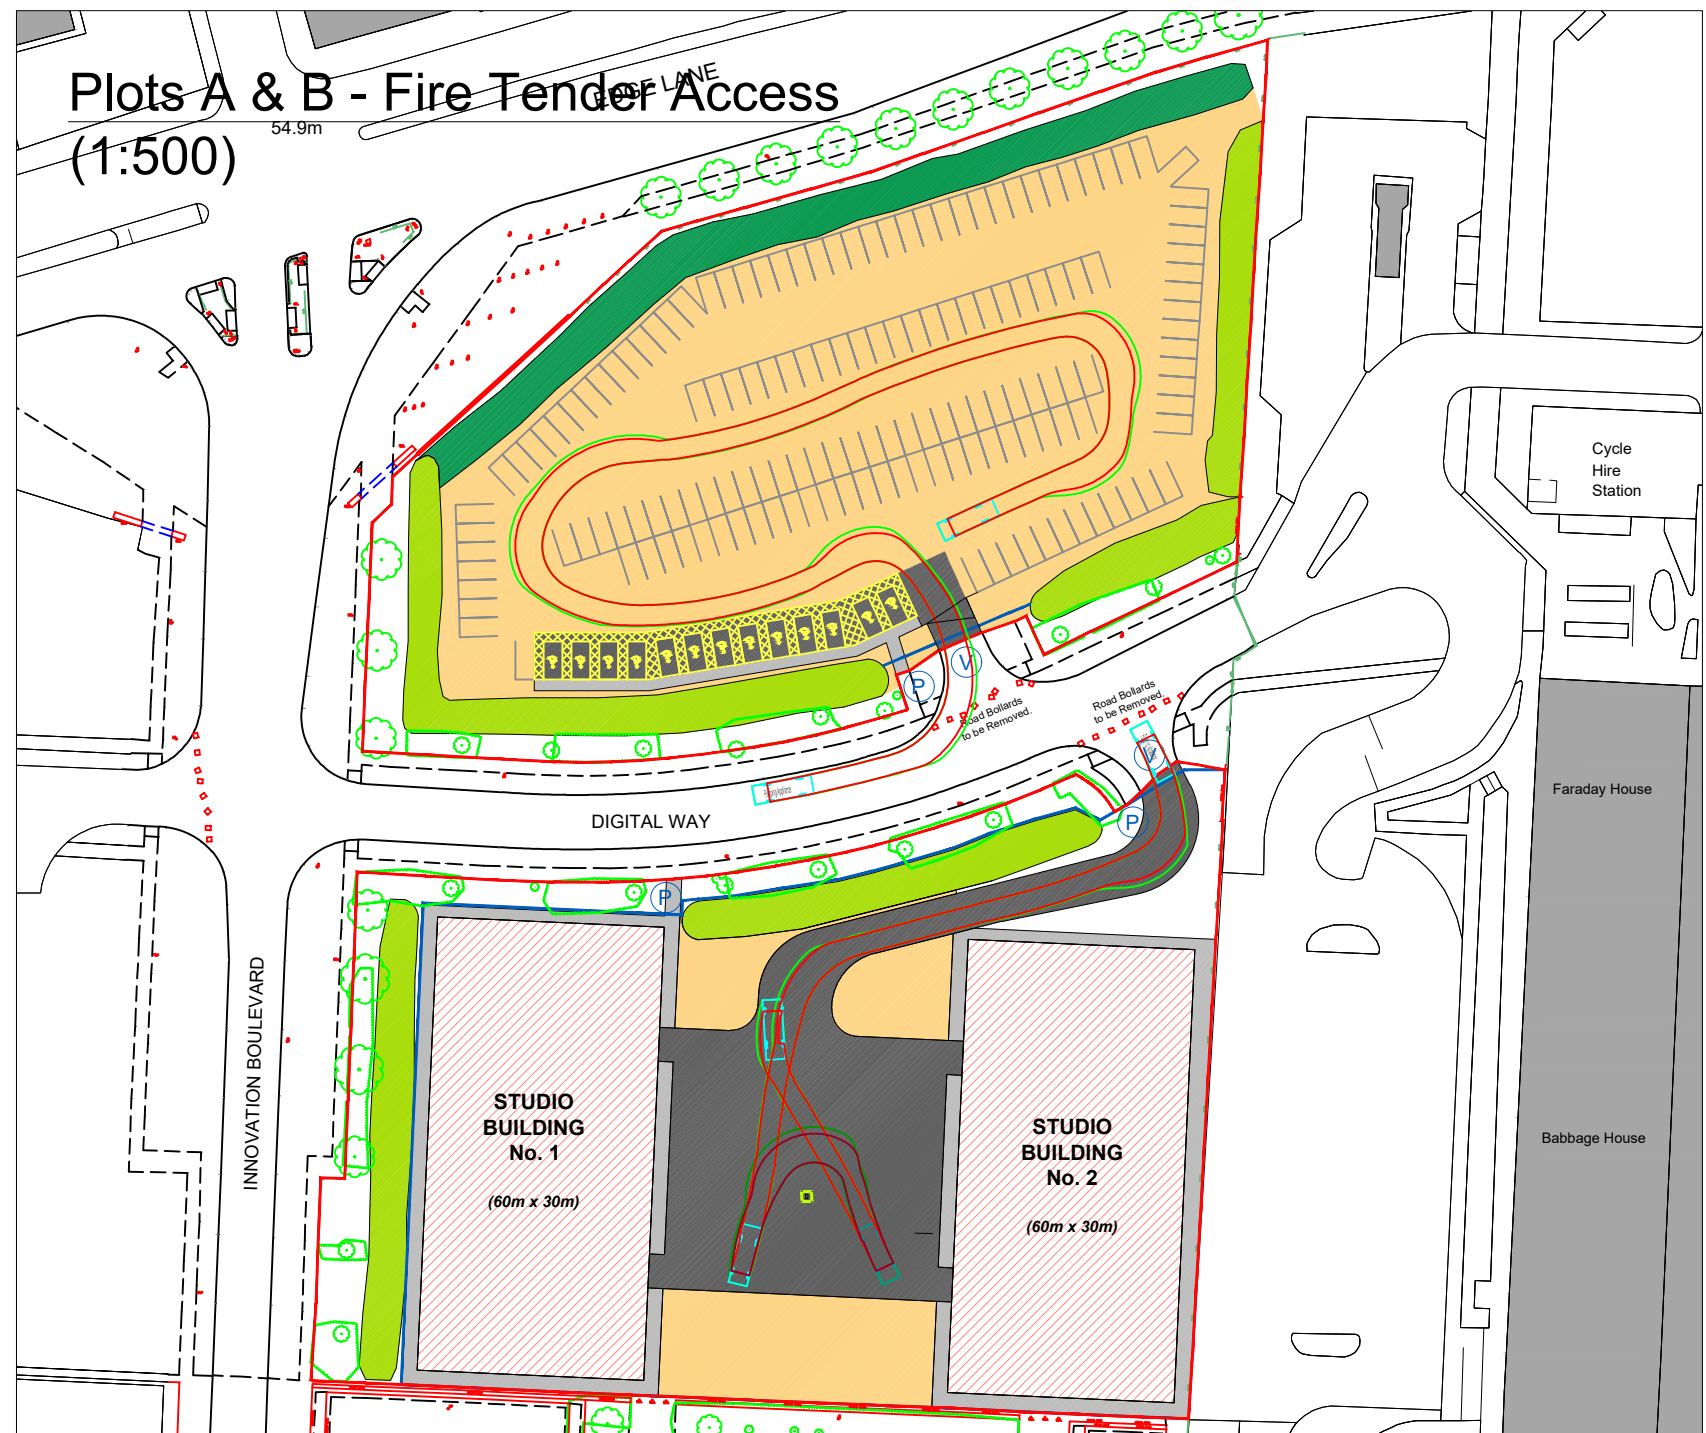 Plots A & B - Fire Tender Access
(1:500)
EDGE LANE
54.9m
Cycle
Hire
Station
P
V
Road Bollards
to be Removed.
Road Bollards
to be Removed.
V
P
DIGITAL WAY
P
Faraday House
INNOVATION BOULEVARD
STUDIO
BUILDING
No. 1
(60m x 30m)
STUDIO
BUILDING
No. 2
(60m x 30m)
Babbage House